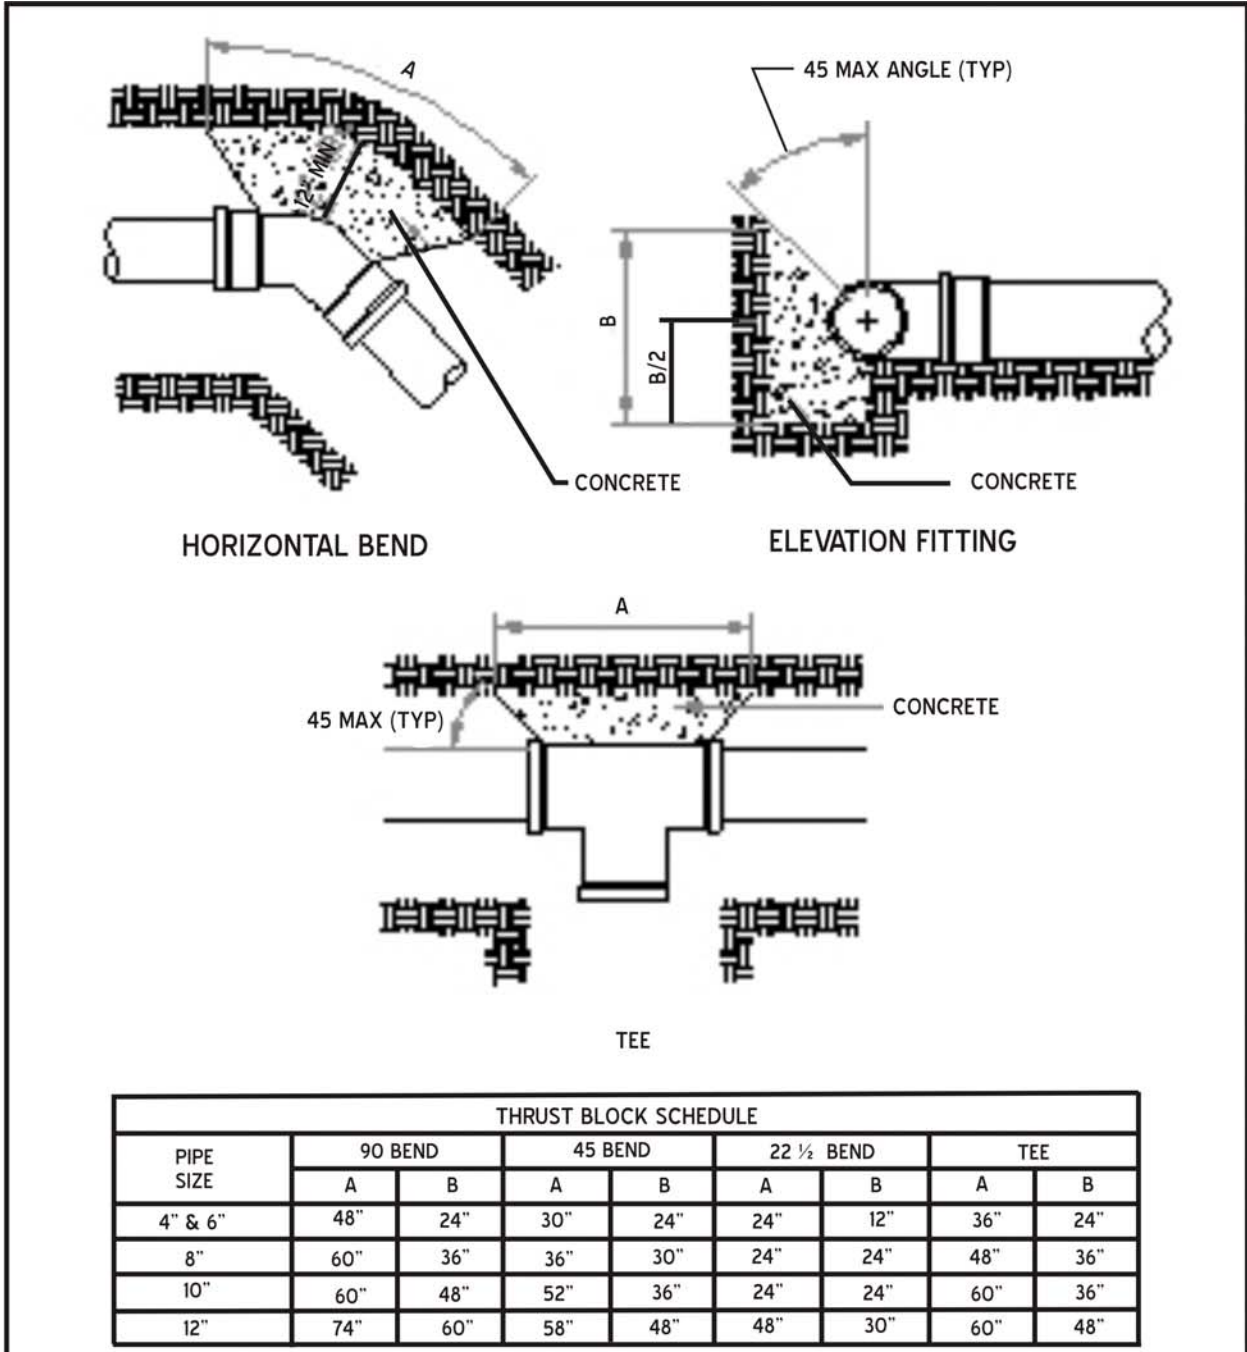 A
45 MAX ANGLE (TYP)
12" MIN
B
B/2
CONCRETE
CONCRETE
HORIZONTAL BEND
ELEVATION FITTING
A
45 MAX (TYP)
CONCRETE
TEE
THRUST BLOCK SCHEDULE
PIPE SIZE 90 BEND 45 BEND 22 ½ BEND TEE
A B A B A B A B
4” & 6” 48” 24” 30” 24” 24” 12” 36” 24”
8” 60” 36” 36” 30” 24” 24” 48” 36”
10” 60” 48” 52” 36” 24” 24” 60” 36”
12” 74” 60” 58” 48” 48” 30” 60” 48”